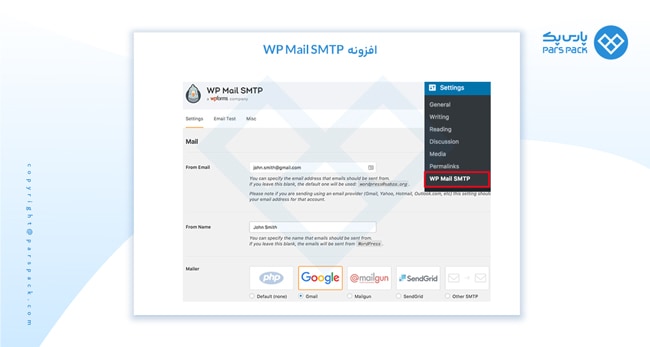 افزونه WP Mail SMTP
پارس پک
PARS PACK
WP Mail SMTP
a wpforms company
Settings Email Test Misc
Mail
From Email john.smith@gmail.com
You can specify the email address that emails should be sent from.
If you leave this blank, the default one will be used:
Please note if you are sending using an email provider (Gmail, Yahoo, Hotmail, Outlook.com, etc) this setting should
your email address for that account.
From Name John Smith
You can specify the name that emails should be sent from.
If you leave this blank, the emails will be sent from WordPress.
Mailer
php Google @mailgun SendGrid
Default (none) Gmail Mailgun SendGrid Other SMTP
Settings
General
Writing
Reading
Discussion
Media
Permalinks
WP Mail SMTP
copyright@parspack.com